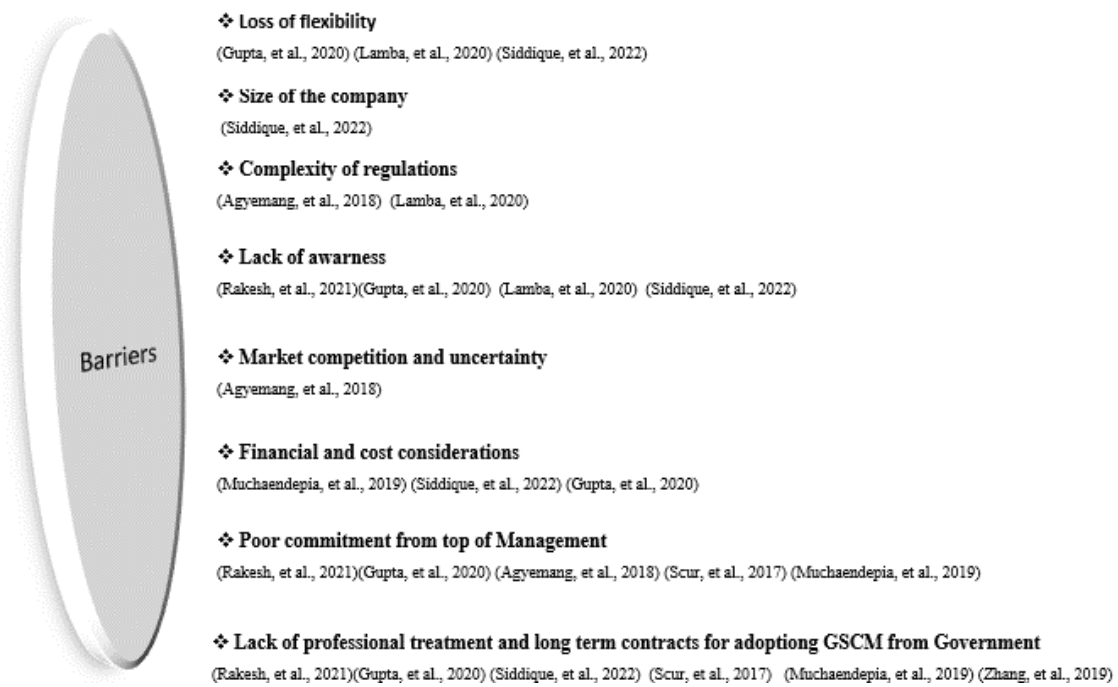 ❖ Loss of flexibility
(Gupta, et al., 2020) (Lamba, et al., 2020) (Siddique, et al., 2022)
❖ Size of the company
(Siddique, et al., 2022)
❖ Complexity of regulations
(Agyemang, et al., 2018) (Lamba, et al., 2020)
❖ Lack of awarness
(Rakesh, et al., 2021)(Gupta, et al., 2020) (Lamba, et al., 2020) (Siddique, et al., 2022)
Barriers
❖ Market competition and uncertainty
(Agyemang, et al., 2018)
❖ Financial and cost considerations
(Muchaendepia, et al., 2019) (Siddique, et al., 2022) (Gupta, et al., 2020)
❖ Poor commitment from top of Management
(Rakesh, et al., 2021)(Gupta, et al., 2020) (Agyemang, et al., 2018) (Scur, et al., 2017) (Muchaendepia, et al., 2019)
❖ Lack of professional treatment and long term contracts for adoptiong GSCM from Government
(Rakesh, et al., 2021)(Gupta, et al., 2020) (Siddique, et al., 2022) (Scur, et al., 2017) (Muchaendepia, et al., 2019) (Zhang, et al., 2019)